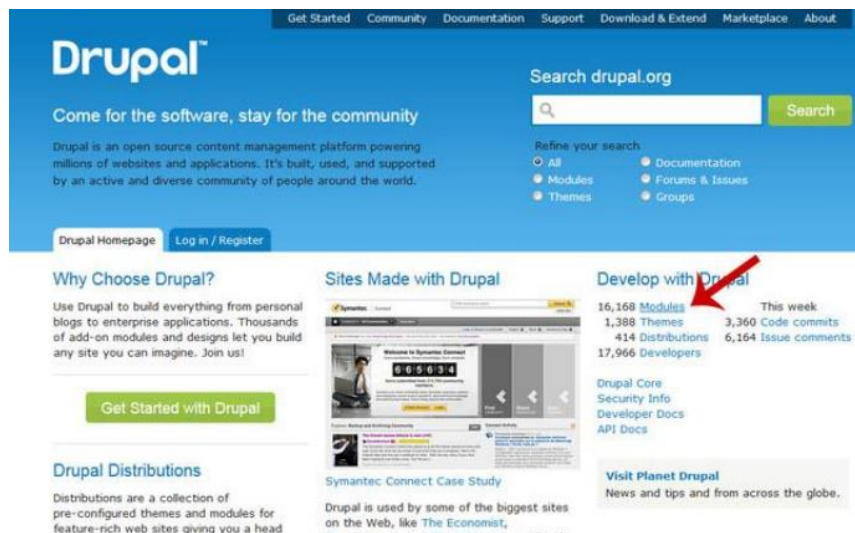 Get Started Community Documentation Support Download & Extend Marketplace About
Drupal™
Come for the software, stay for the community
Drupal is an open source content management platform powering
millions of websites and applications. It's built, used, and supported
by an active and diverse community of people around the world.
Search drupal.org
Search
Refine your search
All Documentation
Modules Forums & Issues
Themes Groups
Drupal Homepage Log in / Register
Why Choose Drupal?
Use Drupal to build everything from personal
blogs to enterprise applications. Thousands
of add-on modules and designs let you build
any site you can imagine. Join us!
Get Started with Drupal
Drupal Distributions
Distributions are a collection of
pre-configured themes and modules for
feature-rich web sites giving you a head
Sites Made with Drupal
Symantec
Welcome to Symantec Connect
665634
Symantec Connect Case Study
Drupal is used by some of the biggest sites
on the Web, like The Economist,
Develop with Drupal
16,168 Modules This week
1,388 Themes 3,360 Code commits
414 Distributions 6,164 Issue comments
17,966 Developers
Drupal Core
Security Info
Developer Docs
API Docs
Visit Planet Drupal
News and tips and from across the globe.